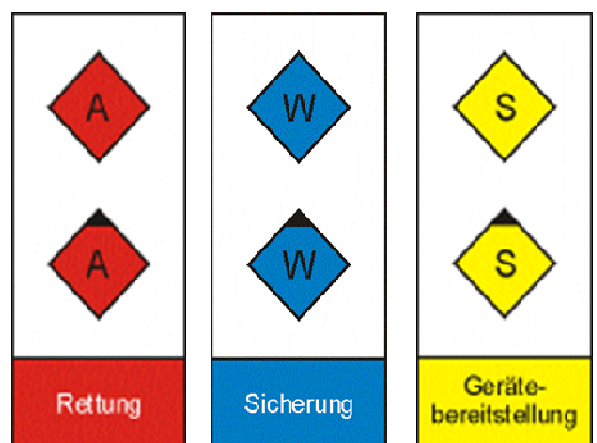 A
A
Rettung
W
W
Sicherung
S
S
Geräte-
bereitstellung